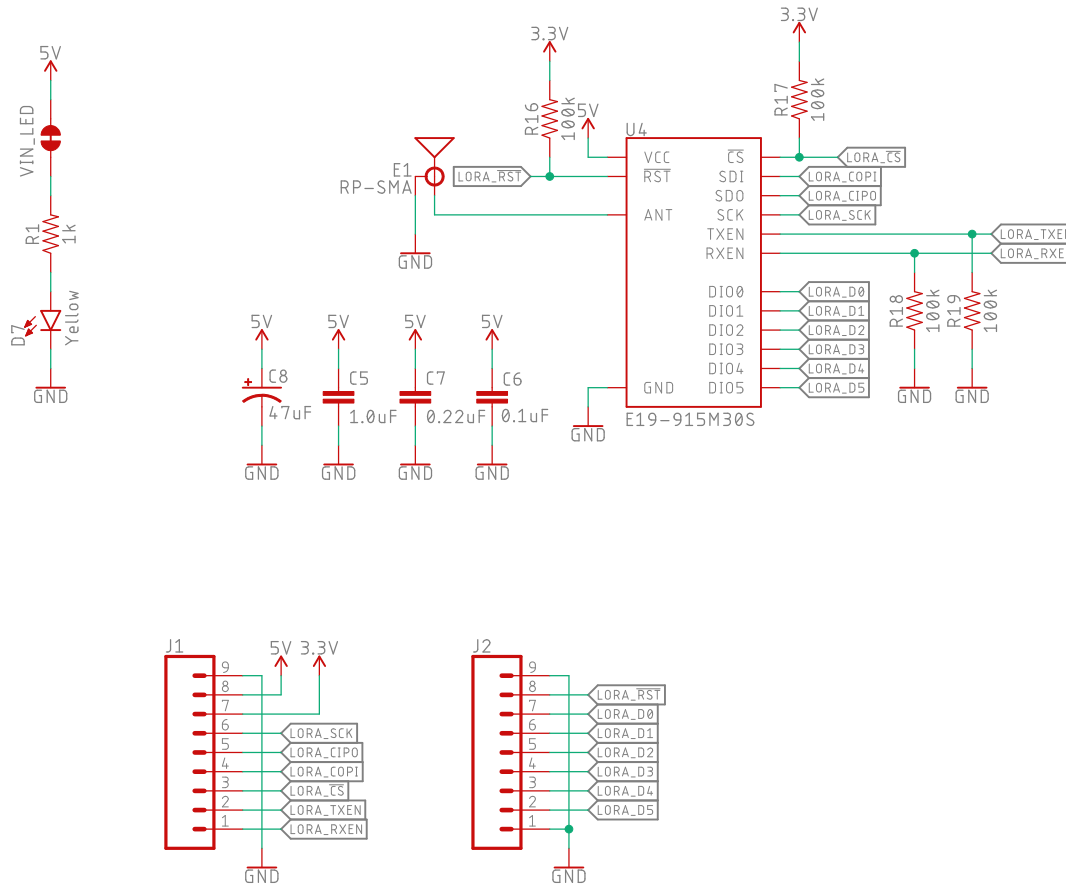 5V
VIN_LED
R1
1k
D7
Yellow
GND
3.3V
R16
100k
5V
E1
RP-SMA
GND
LORA_RST
U4
VCC
RST
ANT
GND
CS
SDI
SDO
SCK
TXEN
RXEN
DIO0
DIO1
DIO2
DIO3
DIO4
DIO5
E19-915M30S
GND
3.3V
R17
100k
LORA_CS
LORA_COPI
LORA_CIPO
LORA_SCK
LORA_TXEN
LORA_RXEN
LORA_D0
LORA_D1
LORA_D2
LORA_D3
LORA_D4
LORA_D5
R18
100k
GND
R19
100k
GND
5V
C8
+
47uF
GND
5V
C5
1.0uF
GND
5V
C7
0.22uF
GND
5V
C6
0.1uF
GND
J1
5V 3.3V
9
8
7
6 LORA_SCK
5 LORA_CIPO
4 LORA_COPI
3 LORA_CS
2 LORA_TXEN
1 LORA_RXEN
GND
J2
9
8 LORA_RST
7 LORA_D0
6 LORA_D1
5 LORA_D2
4 LORA_D3
3 LORA_D4
2 LORA_D5
1
GND